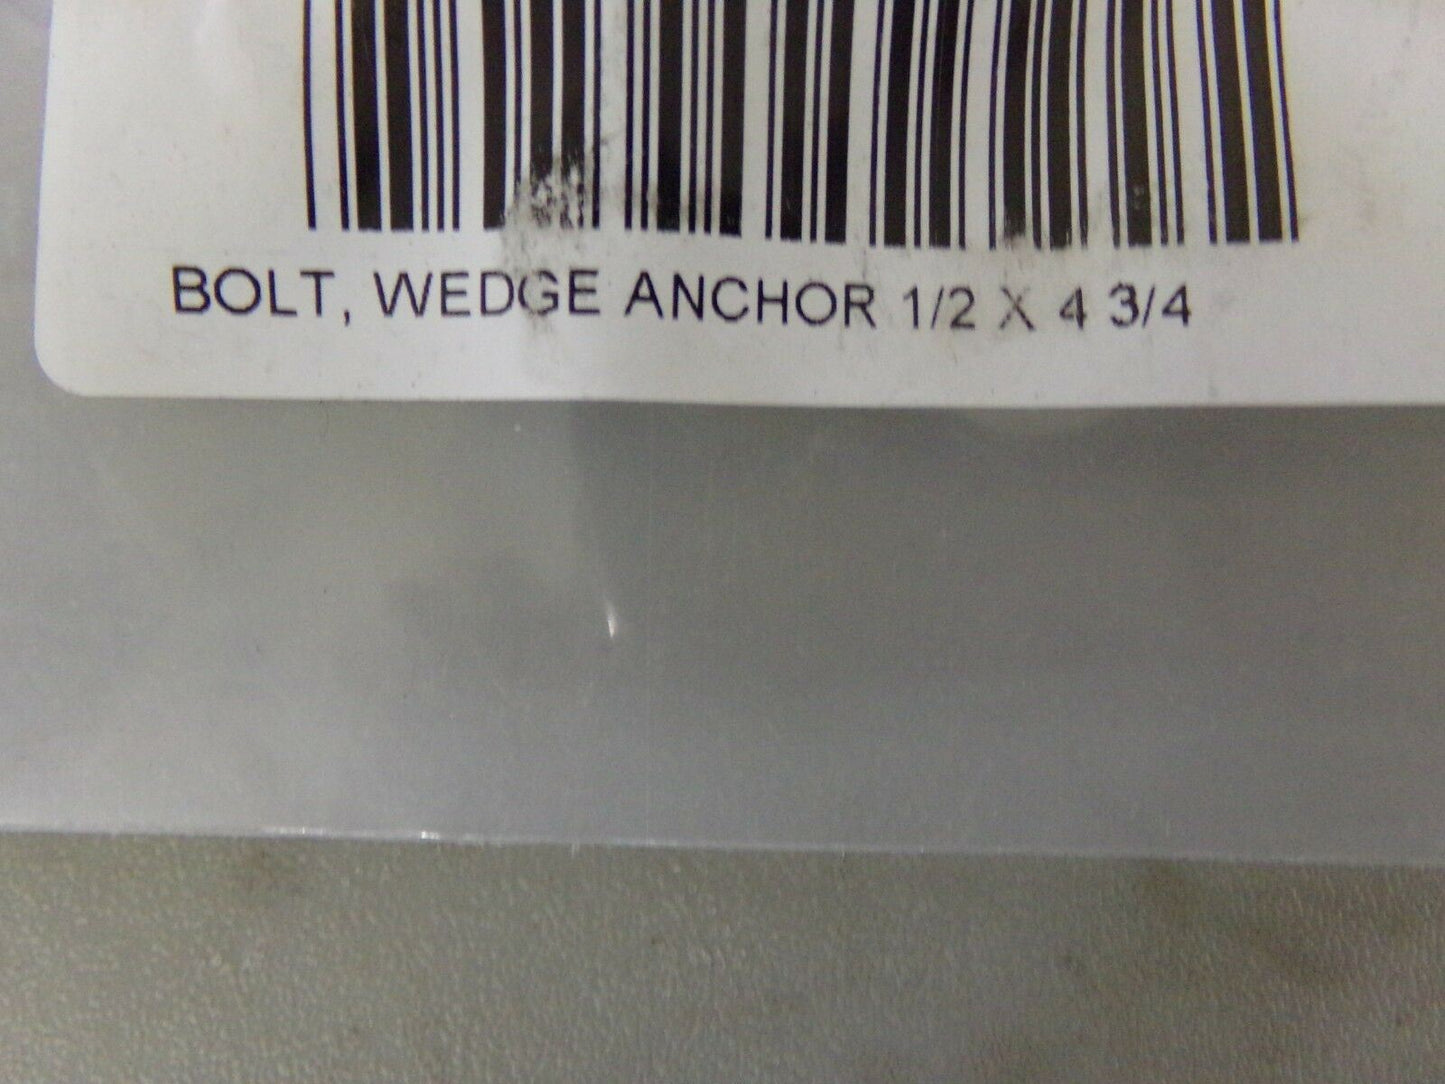 BOLT, WEDGE ANCHOR 1/2 X 4 3/4